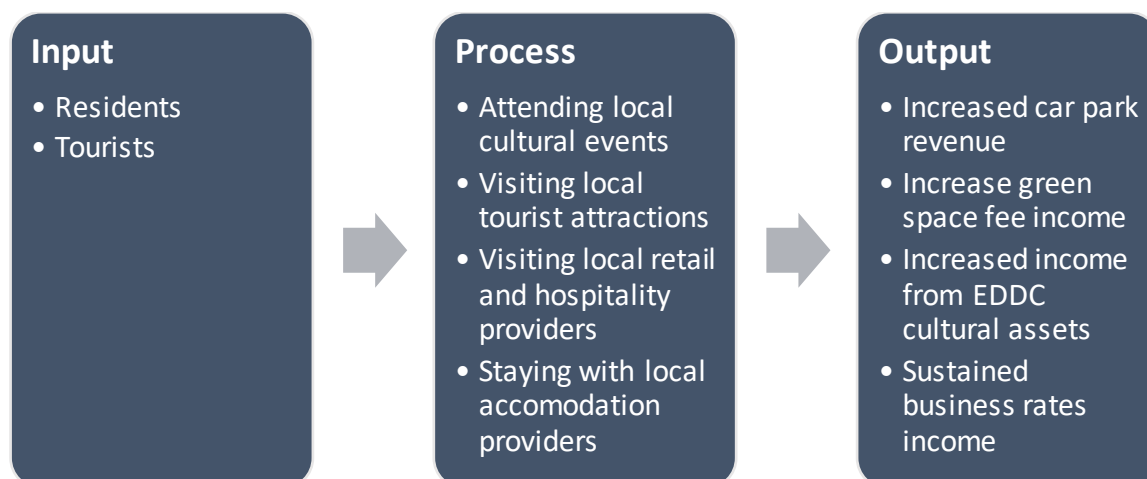 Input
• Residents
• Tourists
Process
• Attending local
cultural events
• Visiting local
tourist attractions
• Visiting local retail
and hospitality
providers
• Staying with local
accomodation
providers
Output
• Increased car park
revenue
• Increase green
space fee income
• Increased income
from EDDC
cultural assets
• Sustained
business rates
income